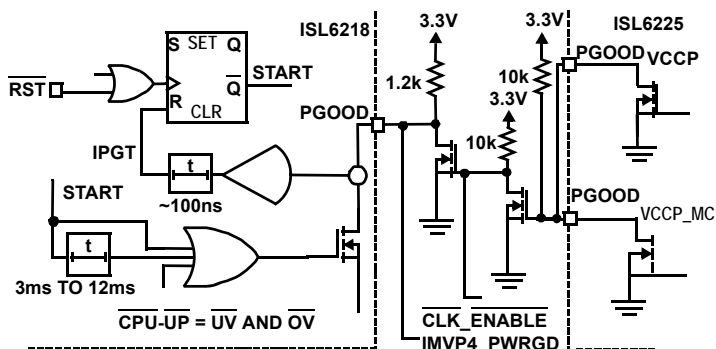 S SET Q
ISL6218
3.3V
3.3V
ISL6225
RST
Q
START
R
CLR
PGOOD
1.2k
10k
PGOOD
VCCP
3.3V
10k
IPGT
t
~100ns
START
t
3ms TO 12ms
PGOOD
VCCP_MC
CPU-UP = UV AND OV
CLK_ENABLE
IMVP4_PWRGD